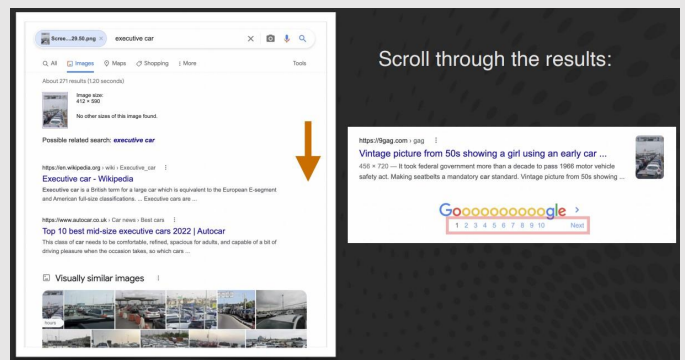 Scree...29.50.png × executive car
All Images Maps Shopping More Tools
About 271 results (1.20 seconds)
Image size:
412 × 590
No other sizes of this image found.
Possible related search: executive car
https://en.wikipedia.org › wiki › Executive_car
Executive car - Wikipedia
Executive car is a British term for a large car which is equivalent to the European E-segment
and American full-size classifications. ... Executive cars are ...
https://www.autocar.co.uk › Car news › Best cars
Top 10 best mid-size executive cars 2022 | Autocar
This class of car needs to be comfortable, refined, spacious for adults, and capable of a bit of
driving pleasure when the occasion takes, so which cars ...
Visually similar images
hours
Scroll through the results:
https://9gag.com › gag
Vintage picture from 50s showing a girl using an early car ...
456 × 720 — It took federal government more than a decade to pass 1966 motor vehicle
safety act. Making seatbelts a mandatory car standard. Vintage picture from 50s showing ...
Goooooooooogle >
1 2 3 4 5 6 7 8 9 10 Next